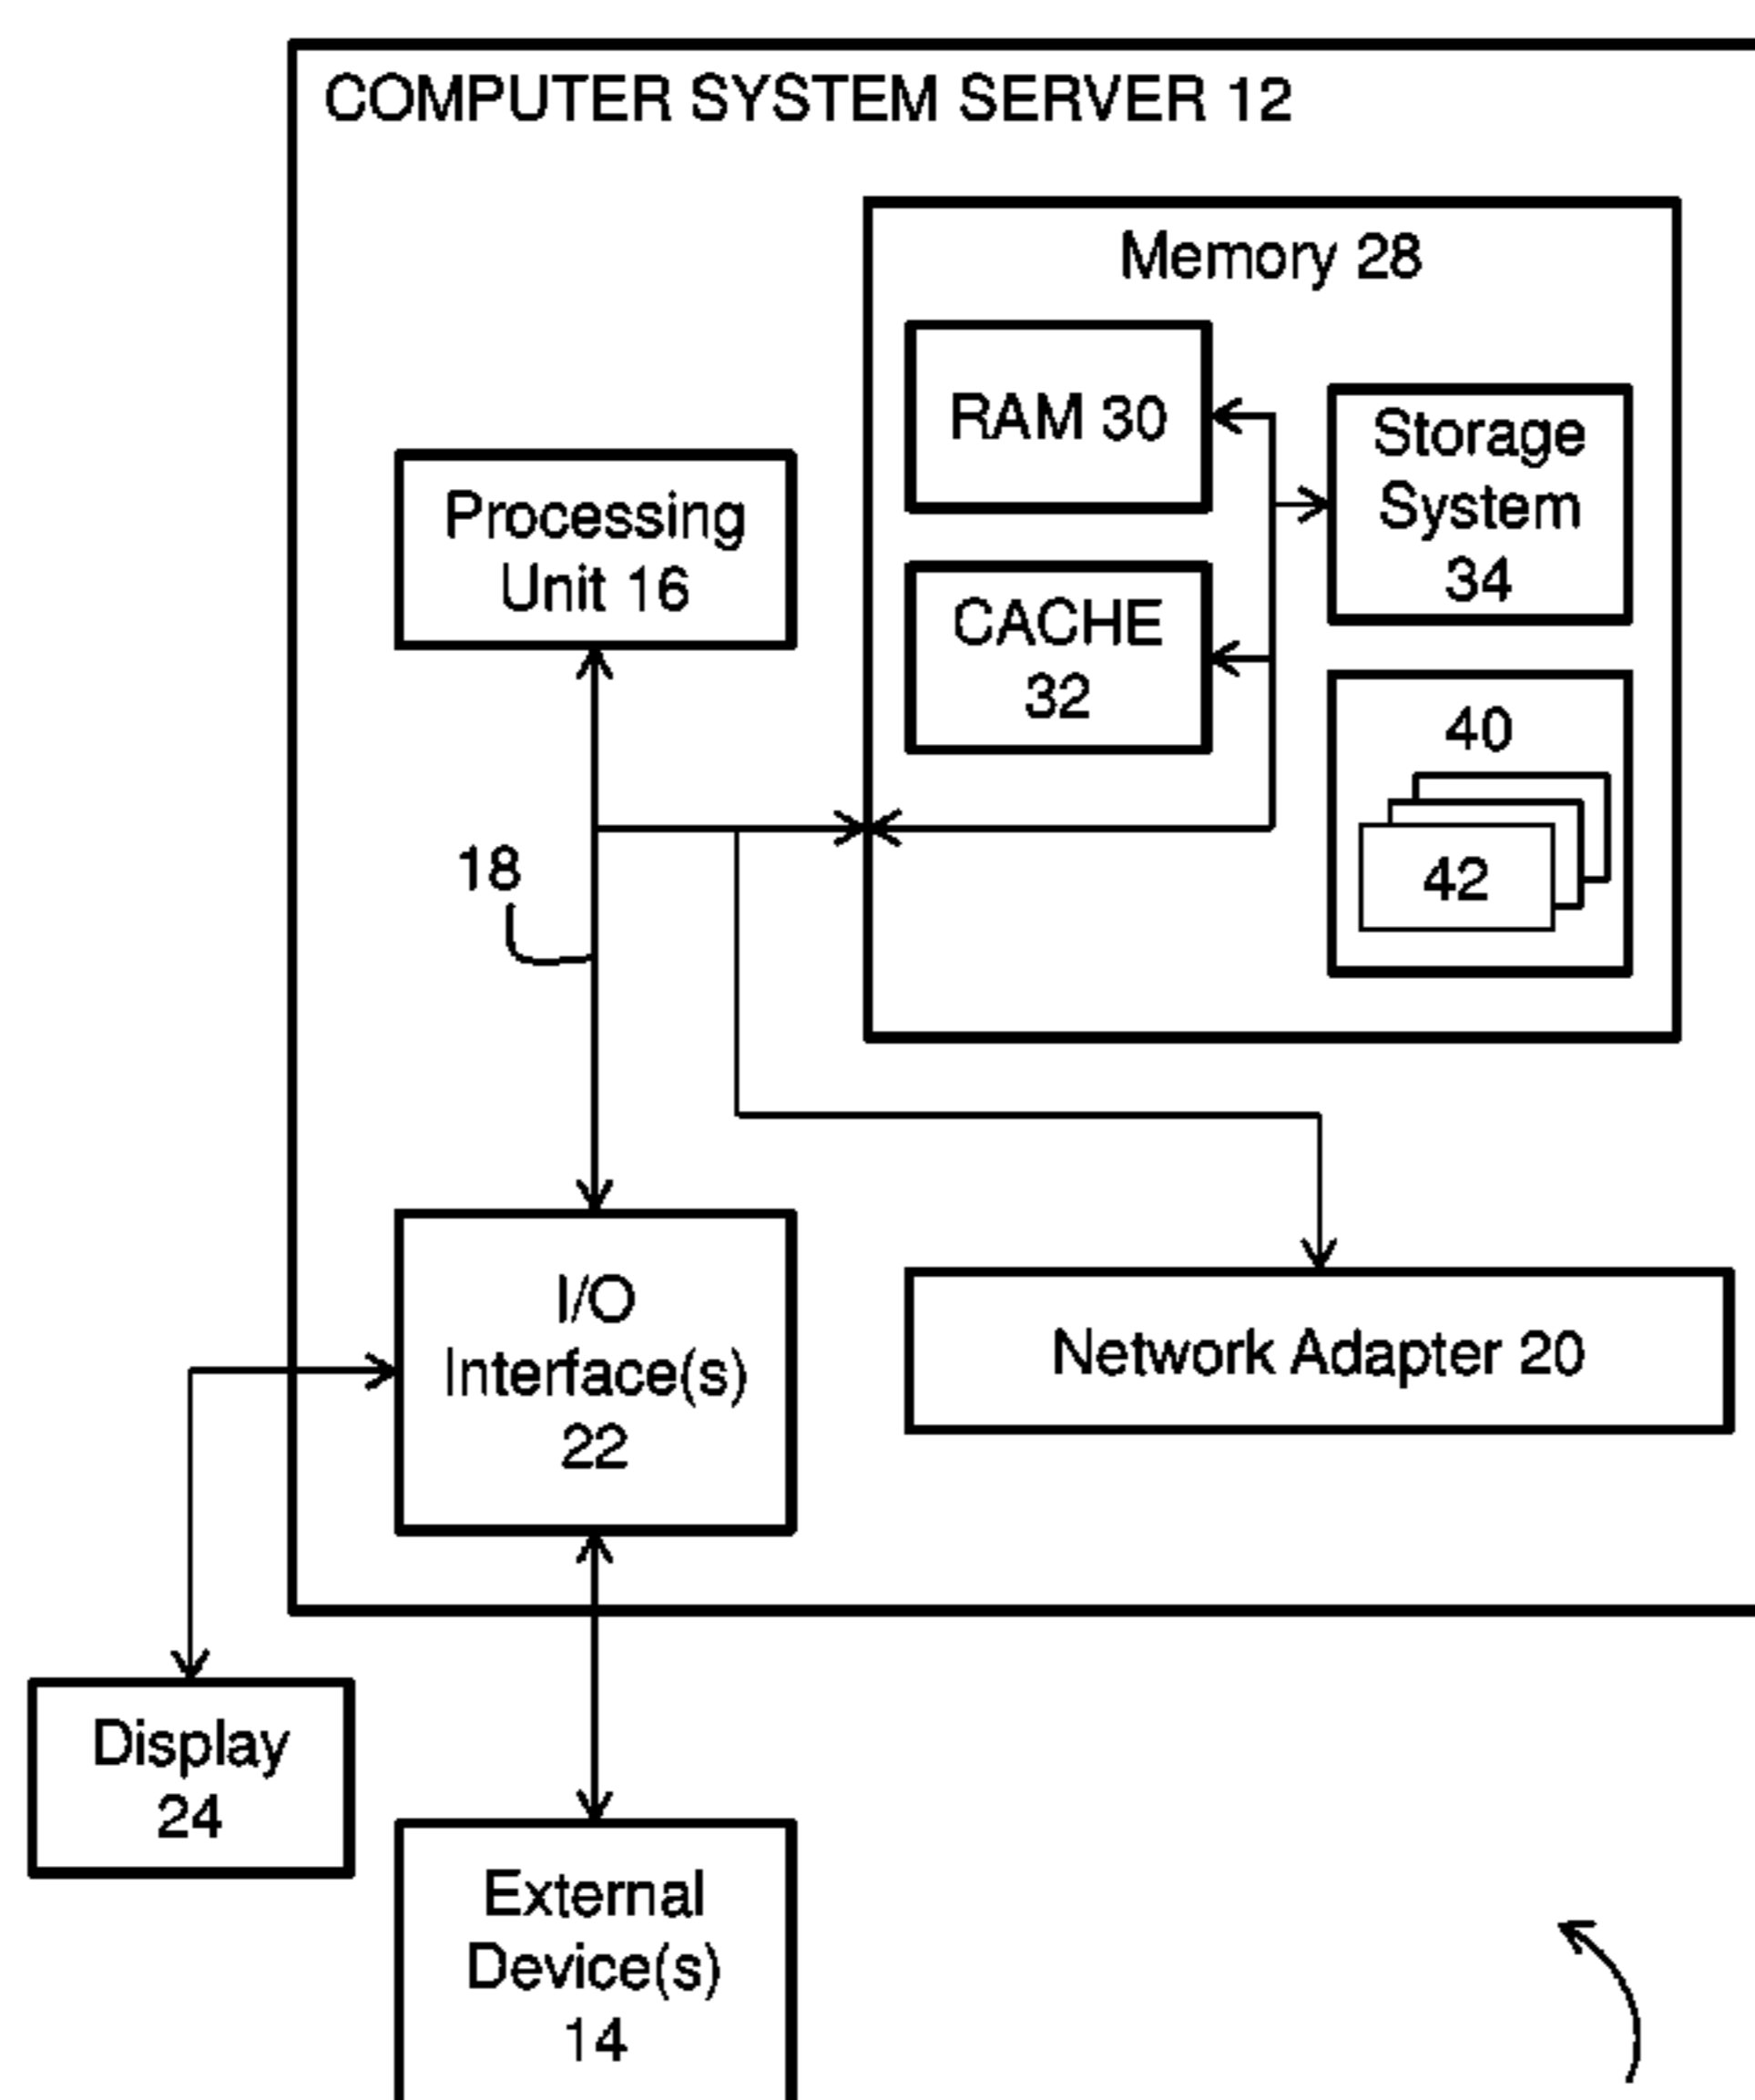 COMPUTER SYSTEM SERVER 12
Memory 28
RAM 30
Storage
System
34
Processing
Unit 16
CACHE
32
40
42
18
I/O
Interface(s)
22
Network Adapter 20
Display
24
External
Device(s)
14